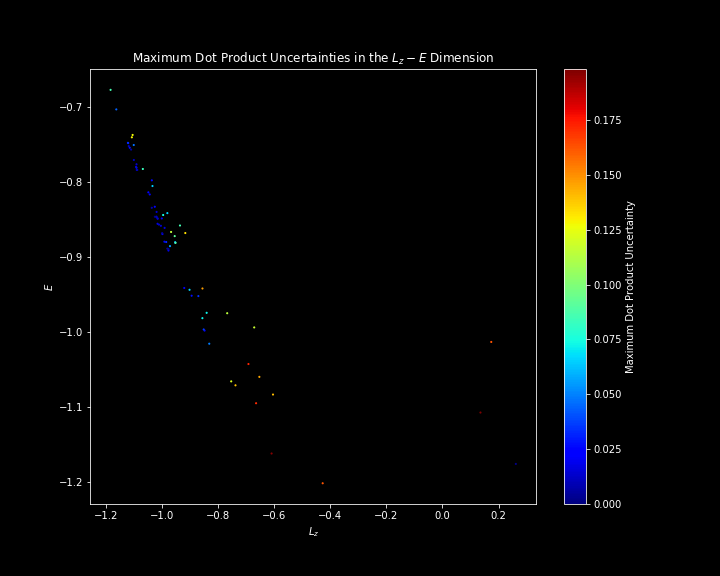 Maximum Dot Product Uncertainties in the $L_z - E$ Dimension
−0.7
−0.8
−0.9
−1.0
−1.1
−1.2
E
−1.2 −1.0 −0.8 −0.6 −0.4 −0.2 0.0 0.2
$L_z$
0.175
0.150
0.125
0.100
0.075
0.050
0.025
0.000
Maximum Dot Product Uncertainty